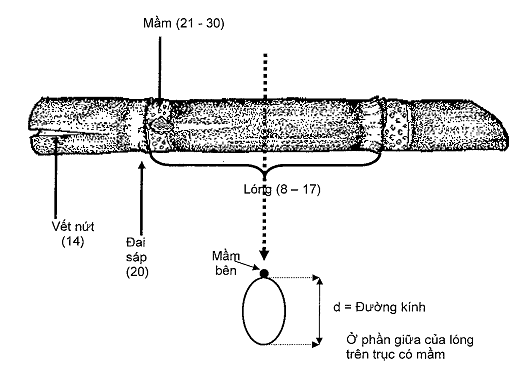 Mầm (21 - 30)
Lóng (8 – 17)
Vết nứt
(14)
Đai
sáp
(20)
Mầm
bên
d = Đường kính
Ở phần giữa của lóng
trên trục có mầm